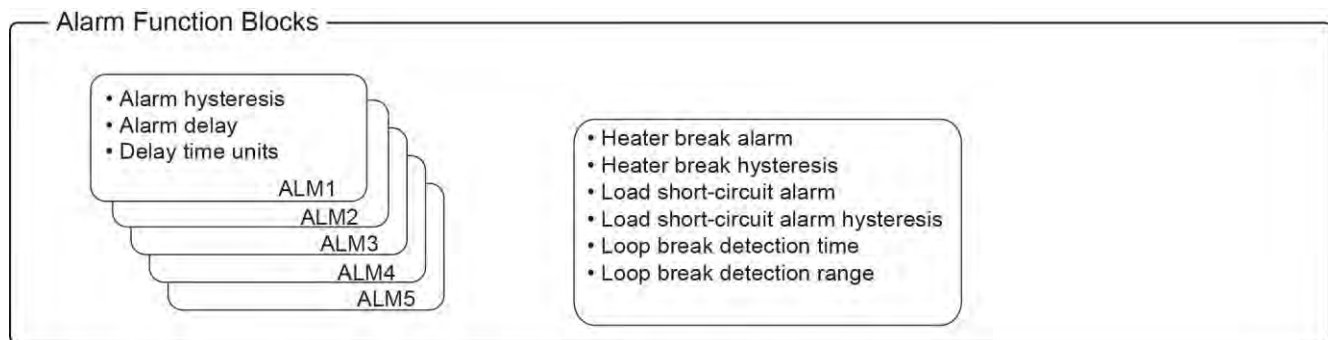 Alarm Function Blocks
• Alarm hysteresis
• Alarm delay
• Delay time units
ALM1
ALM2
ALM3
ALM4
ALM5
• Heater break alarm
• Heater break hysteresis
• Load short-circuit alarm
• Load short-circuit alarm hysteresis
• Loop break detection time
• Loop break detection range